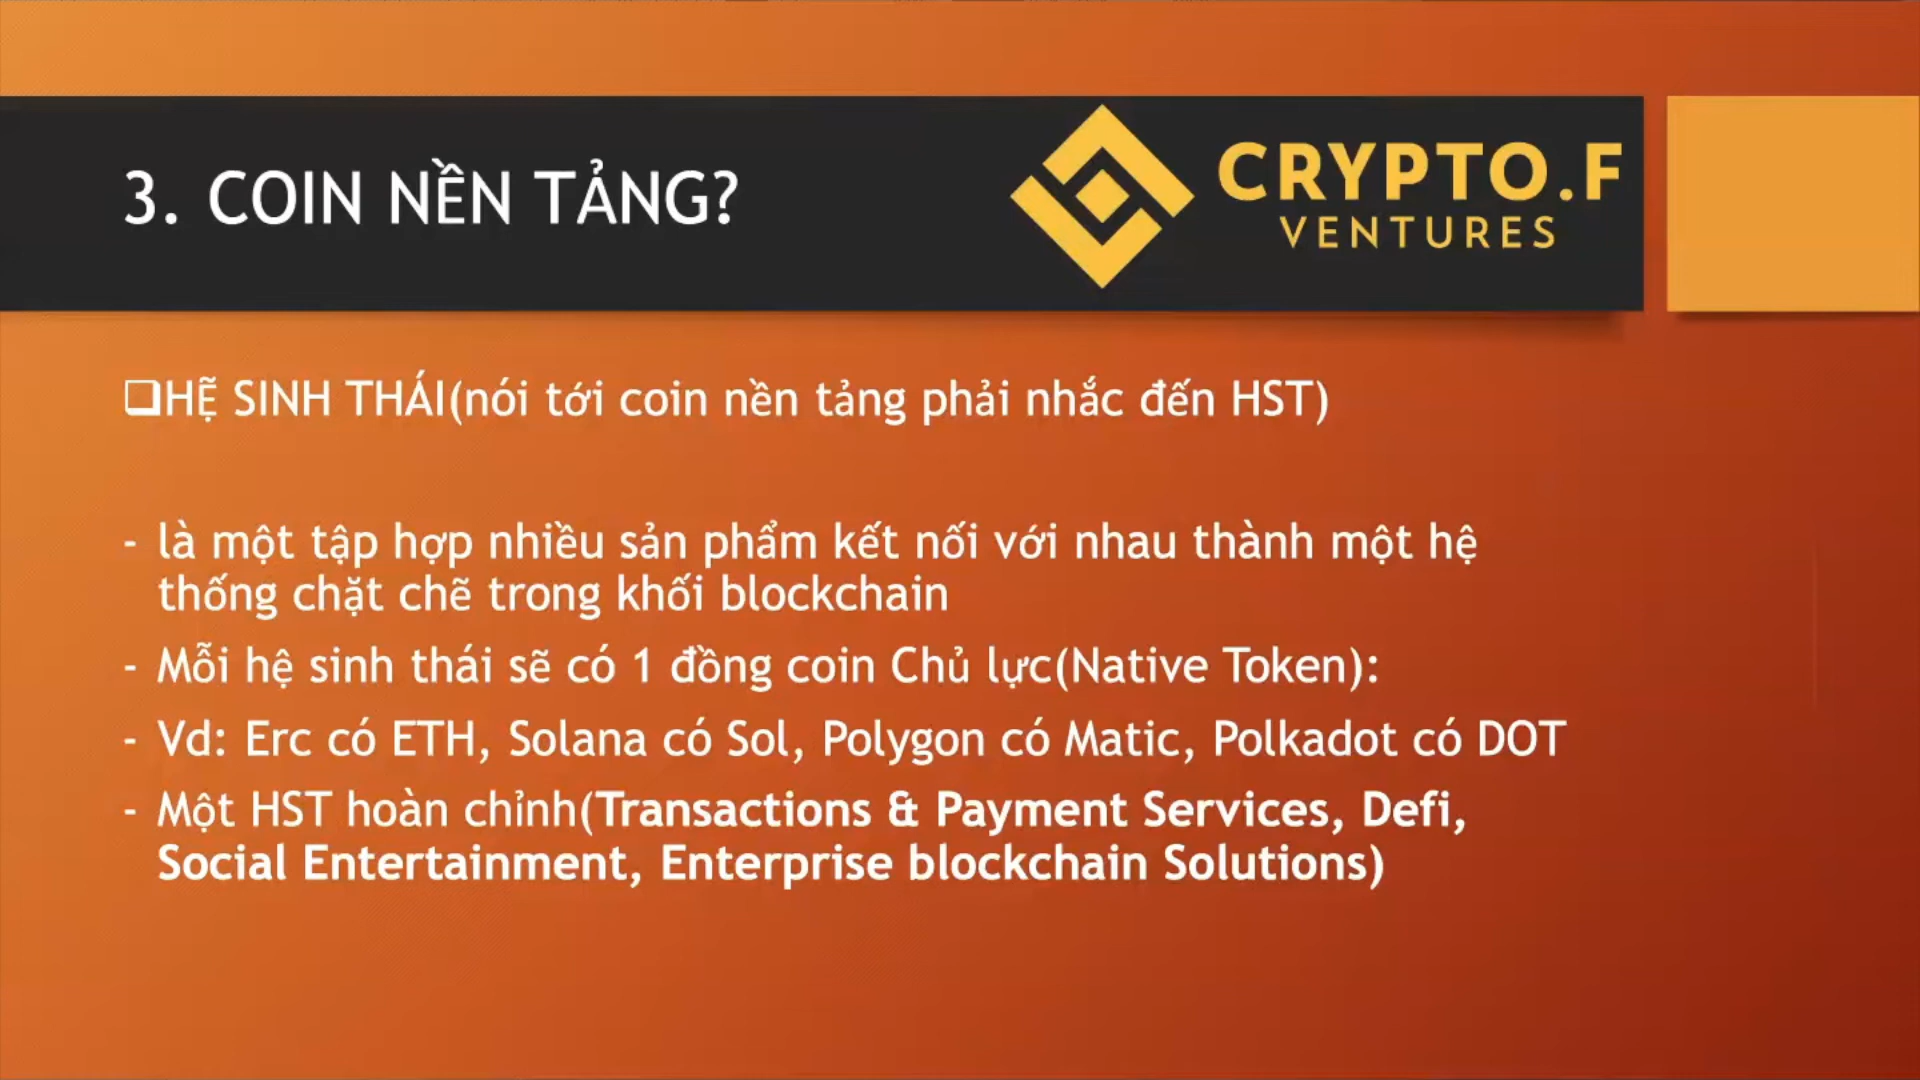 3. COIN NỀN TẢNG?
CRYPTO.F
VENTURES
❑HỆ SINH THÁI(nói tới coin nền tảng phải nhắc đến HST)
- là một tập hợp nhiều sản phẩm kết nối với nhau thành một hệ
thống chặt chẽ trong khối blockchain
- Mỗi hệ sinh thái sẽ có 1 đồng coin Chủ lực(Native Token):
- Vd: Erc có ETH, Solana có Sol, Polygon có Matic, Polkadot có DOT
- Một HST hoàn chỉnh(Transactions & Payment Services, Defi,
Social Entertainment, Enterprise blockchain Solutions)